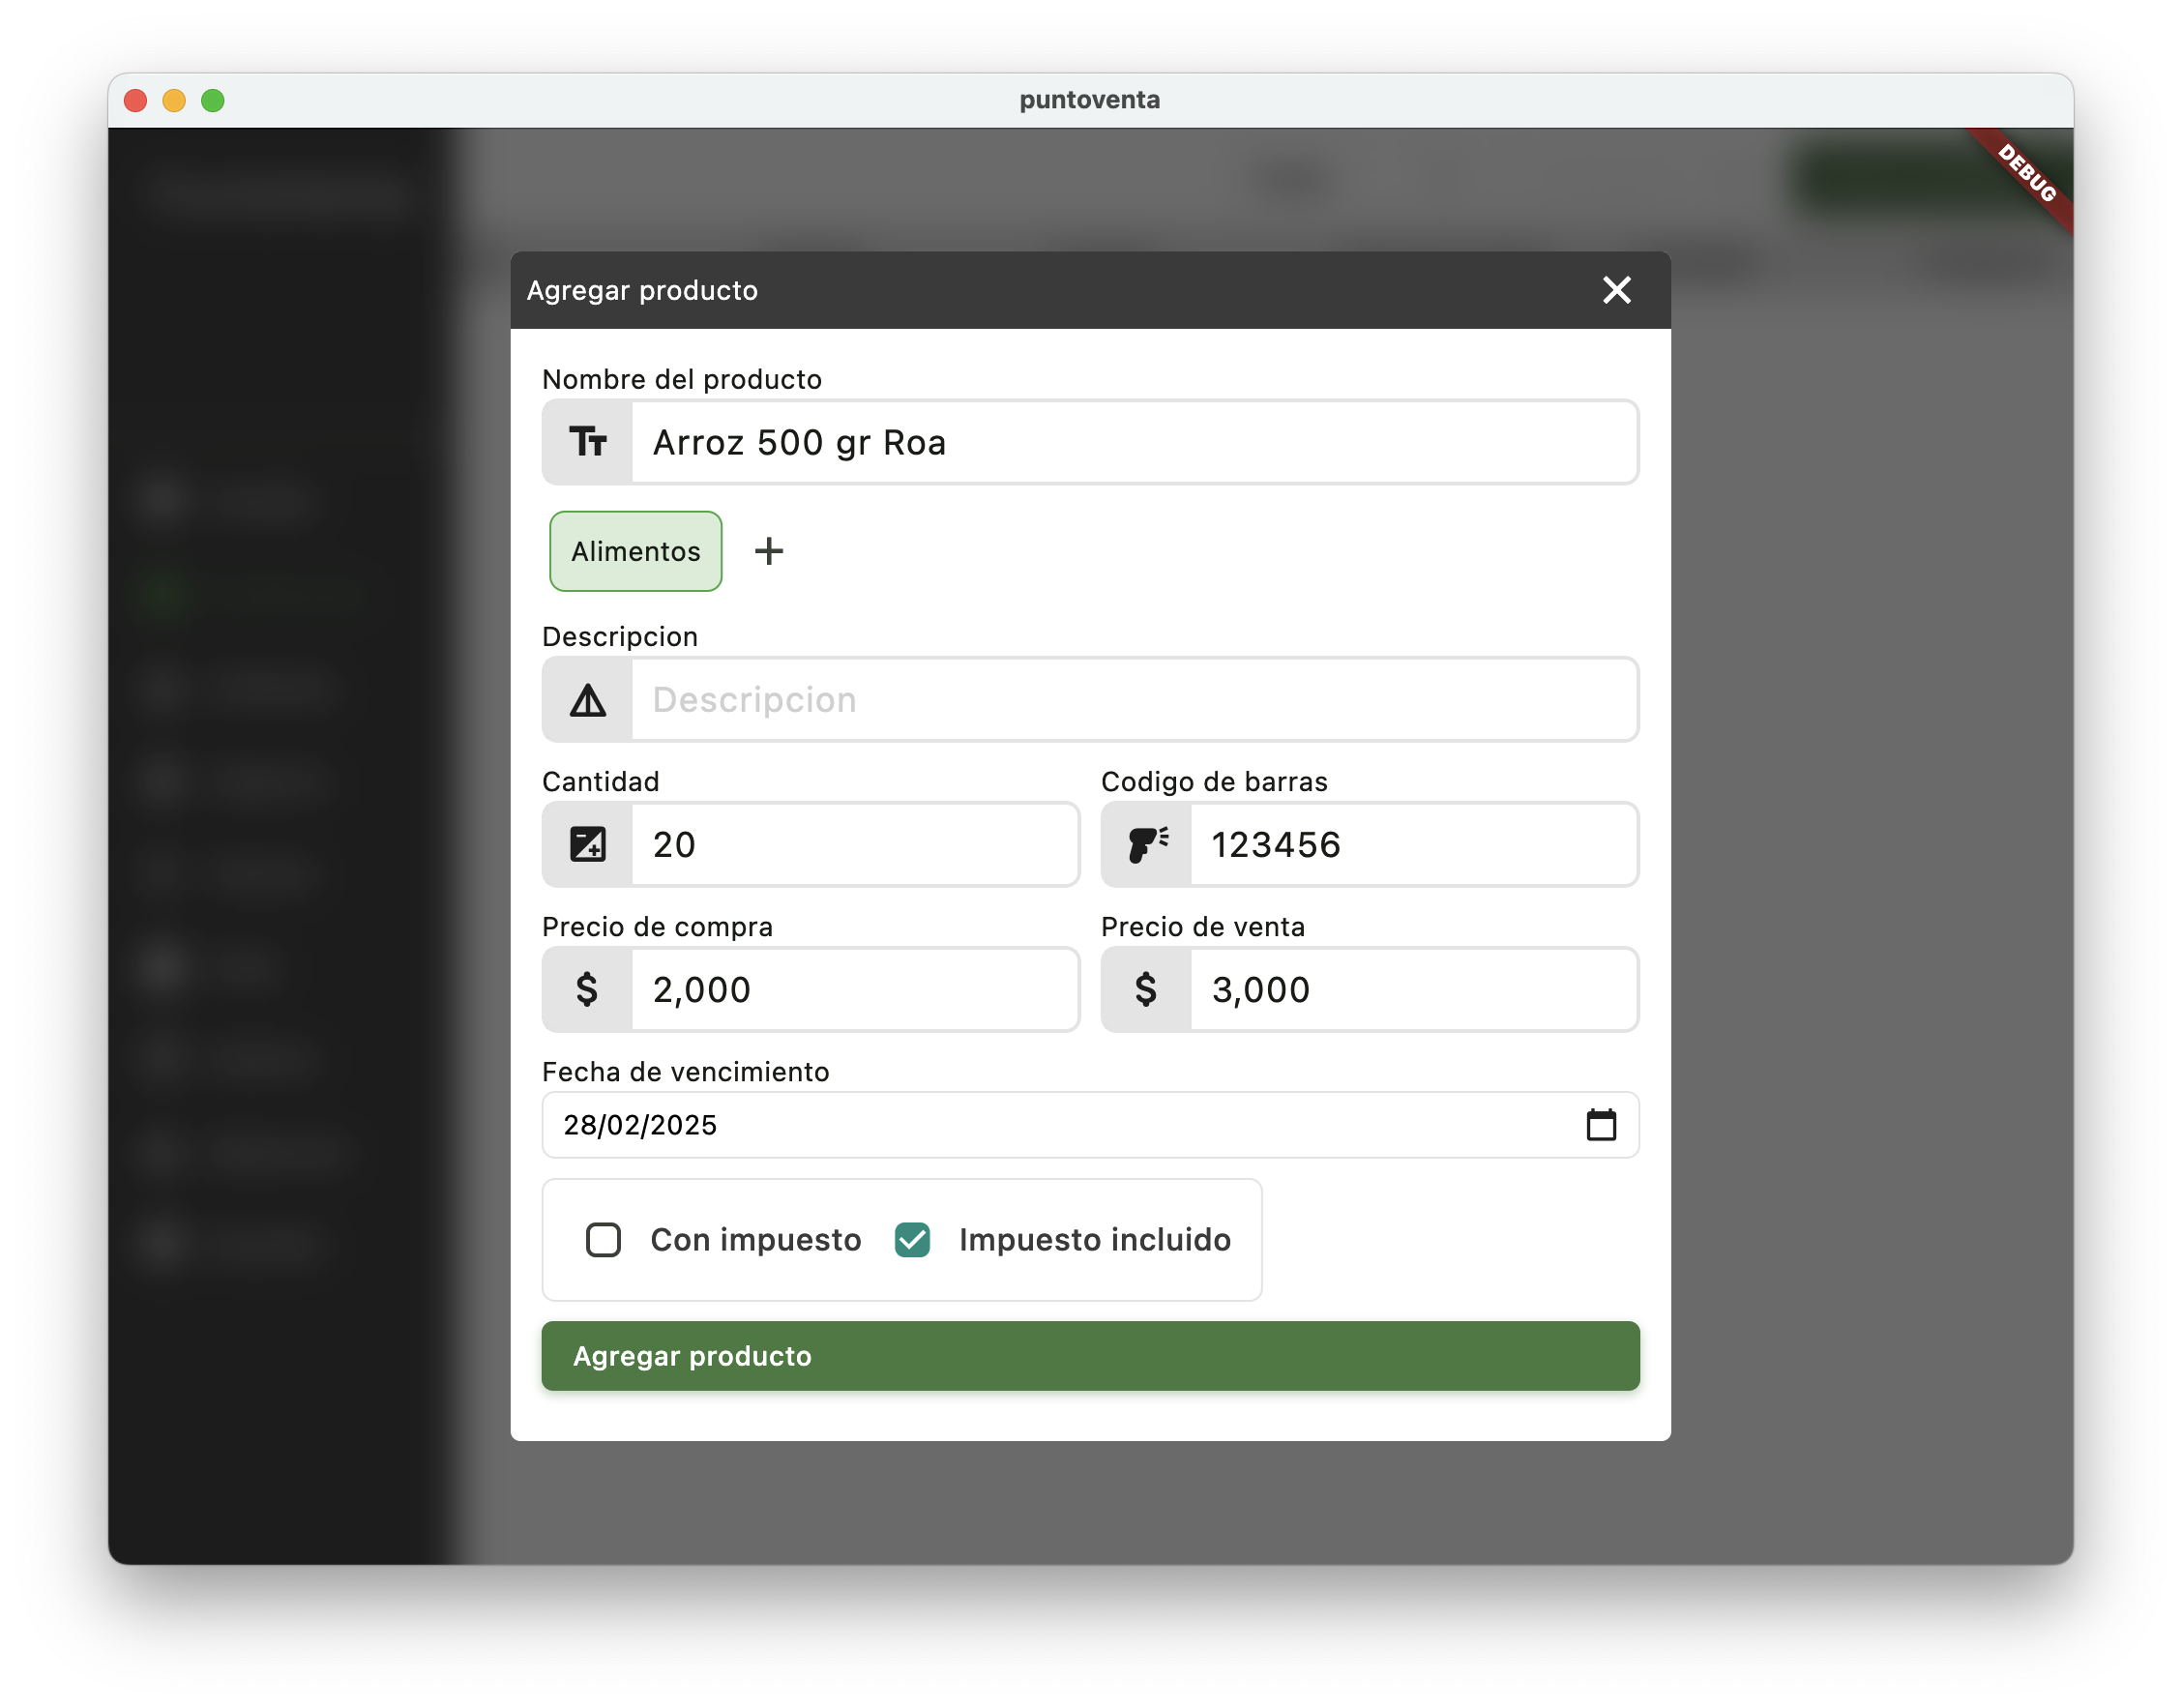 puntoventa
DEBUG
Agregar producto
Nombre del producto
Arroz 500 gr Roa
Alimentos +
Descripcion
Descripcion
Cantidad Codigo de barras
20 123456
Precio de compra Precio de venta
$ 2,000 $ 3,000
Fecha de vencimiento
28/02/2025
Con impuesto Impuesto incluido
Agregar producto